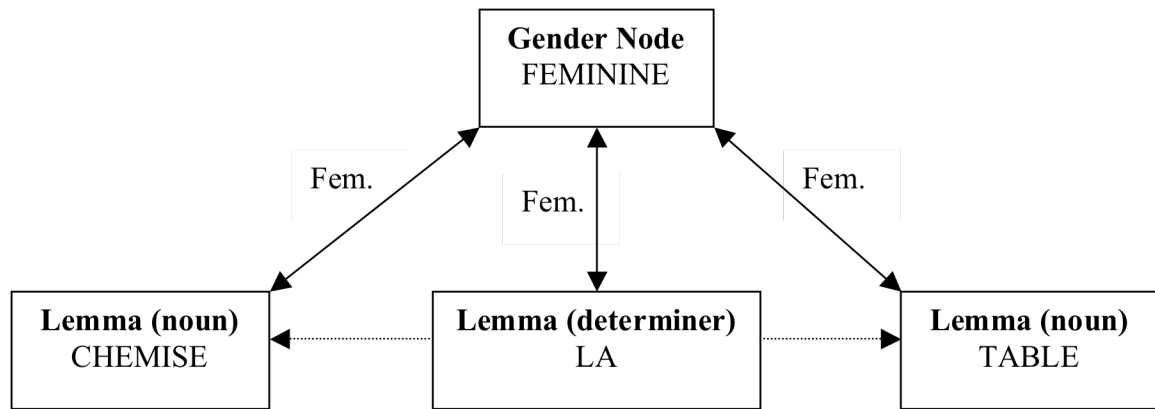 Gender Node
FEMININE
Fem.
Fem.
Fem.
Lemma (noun)
CHEMISE
Lemma (determiner)
LA
Lemma (noun)
TABLE